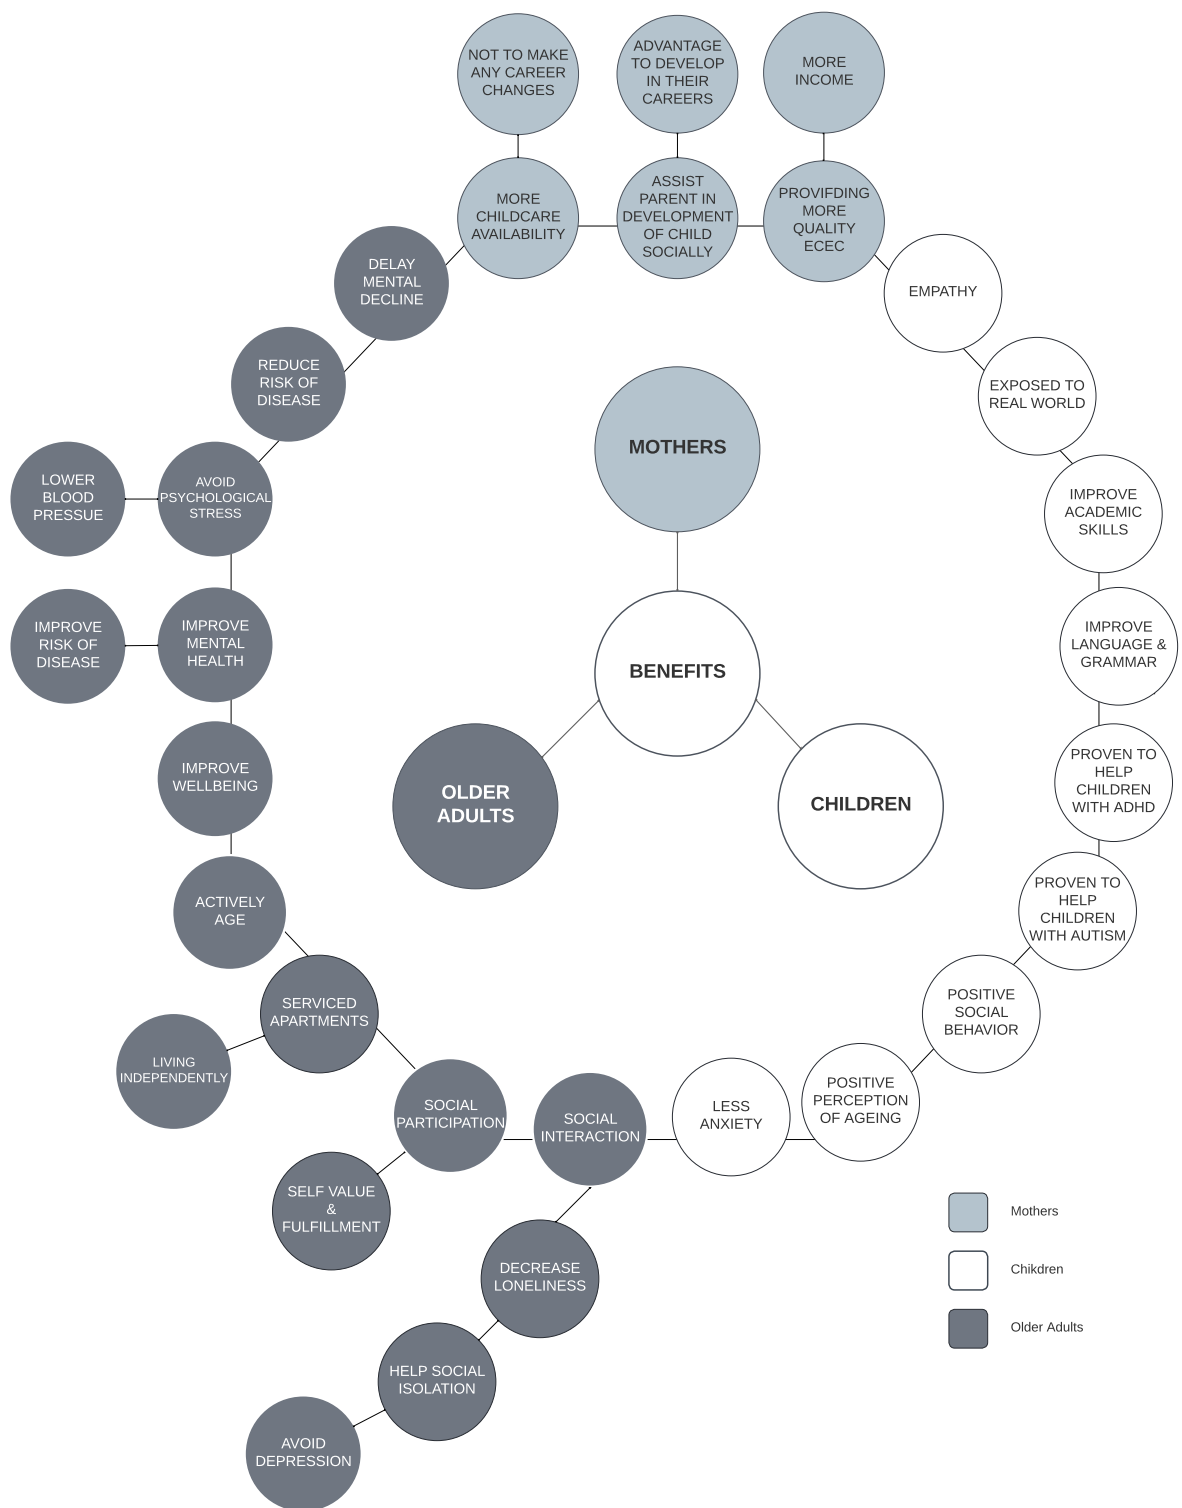 NOT TO MAKE
ANY CAREER
CHANGES
ADVANTAGE
TO DEVELOP
IN THEIR
CAREERS
MORE
INCOME
MORE
CHILDCARE
AVAILABILITY
ASSIST
PARENT IN
DEVELOPMENT
OF CHILD
SOCIALLY
PROVIFDING
MORE
QUALITY
ECEC
DELAY
MENTAL
DECLINE
EMPATHY
REDUCE
RISK OF
DISEASE
EXPOSED TO
REAL WORLD
MOTHERS
LOWER
BLOOD
PRESSUE
AVOID
PSYCHOLOGICAL
STRESS
IMPROVE
ACADEMIC
SKILLS
IMPROVE
RISK OF
DISEASE
IMPROVE
MENTAL
HEALTH
BENEFITS
IMPROVE
LANGUAGE &
GRAMMAR
IMPROVE
WELLBEING
OLDER
ADULTS
CHILDREN
PROVEN TO
HELP
CHILDREN
WITH ADHD
ACTIVELY
AGE
PROVEN TO
HELP
CHILDREN
WITH AUTISM
SERVICED
APARTMENTS
POSITIVE
SOCIAL
BEHAVIOR
LIVING
INDEPENDENTLY
SOCIAL
PARTICIPATION
SOCIAL
INTERACTION
LESS
ANXIETY
POSITIVE
PERCEPTION
OF AGEING
SELF VALUE
&
FULFILLMENT
DECREASE
LONELINESS
HELP SOCIAL
ISOLATION
AVOID
DEPRESSION
Mothers
Chikdren
Older Adults